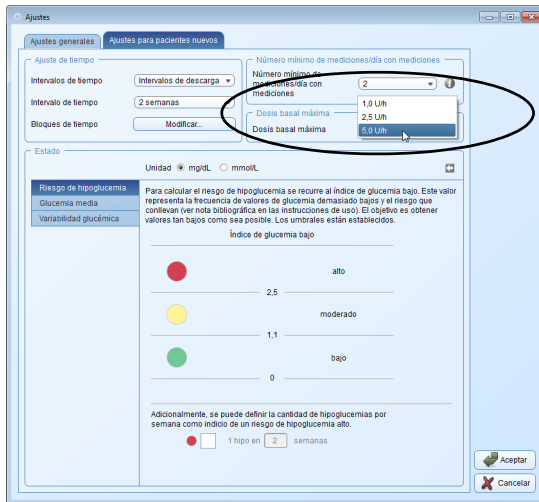 Ajustes
Ajustes generales
Ajustes para pacientes nuevos
Ajuste de tiempo
Intervalos de tiempo
Intervalos de descarga
Intervalo de tiempo
2 semanas
Bloques de tiempo
Modificar...
Número mínimo de mediciones/día con mediciones
Número mínimo de
mediciones/día con
mediciones
2
Dosis basal máxima
Dosis basal máxima
1,0 U/h
2,5 U/h
5,0 U/h
Estado
Unidad
mg/dL
mmol/L
Riesgo de hipoglucemia
Glucemia media
Variabilidad glucémica
Para calcular el riesgo de hipoglucemia se recurre al índice de glucemia bajo. Este valor
representa la frecuencia de valores de glucemia demasiado bajos y el riesgo que
conllevan (ver nota bibliográfica en las instrucciones de uso). El objetivo es obtener
valores tan bajos como sea posible. Los umbrales están establecidos.
Índice de glucemia bajo
alto
2,5
moderado
1,1
bajo
0
Adicionalmente, se puede definir la cantidad de hipoglucemias por
semana como indicio de un riesgo de hipoglucemia alto.
1 hipo en 2 semanas
Aceptar
Cancelar